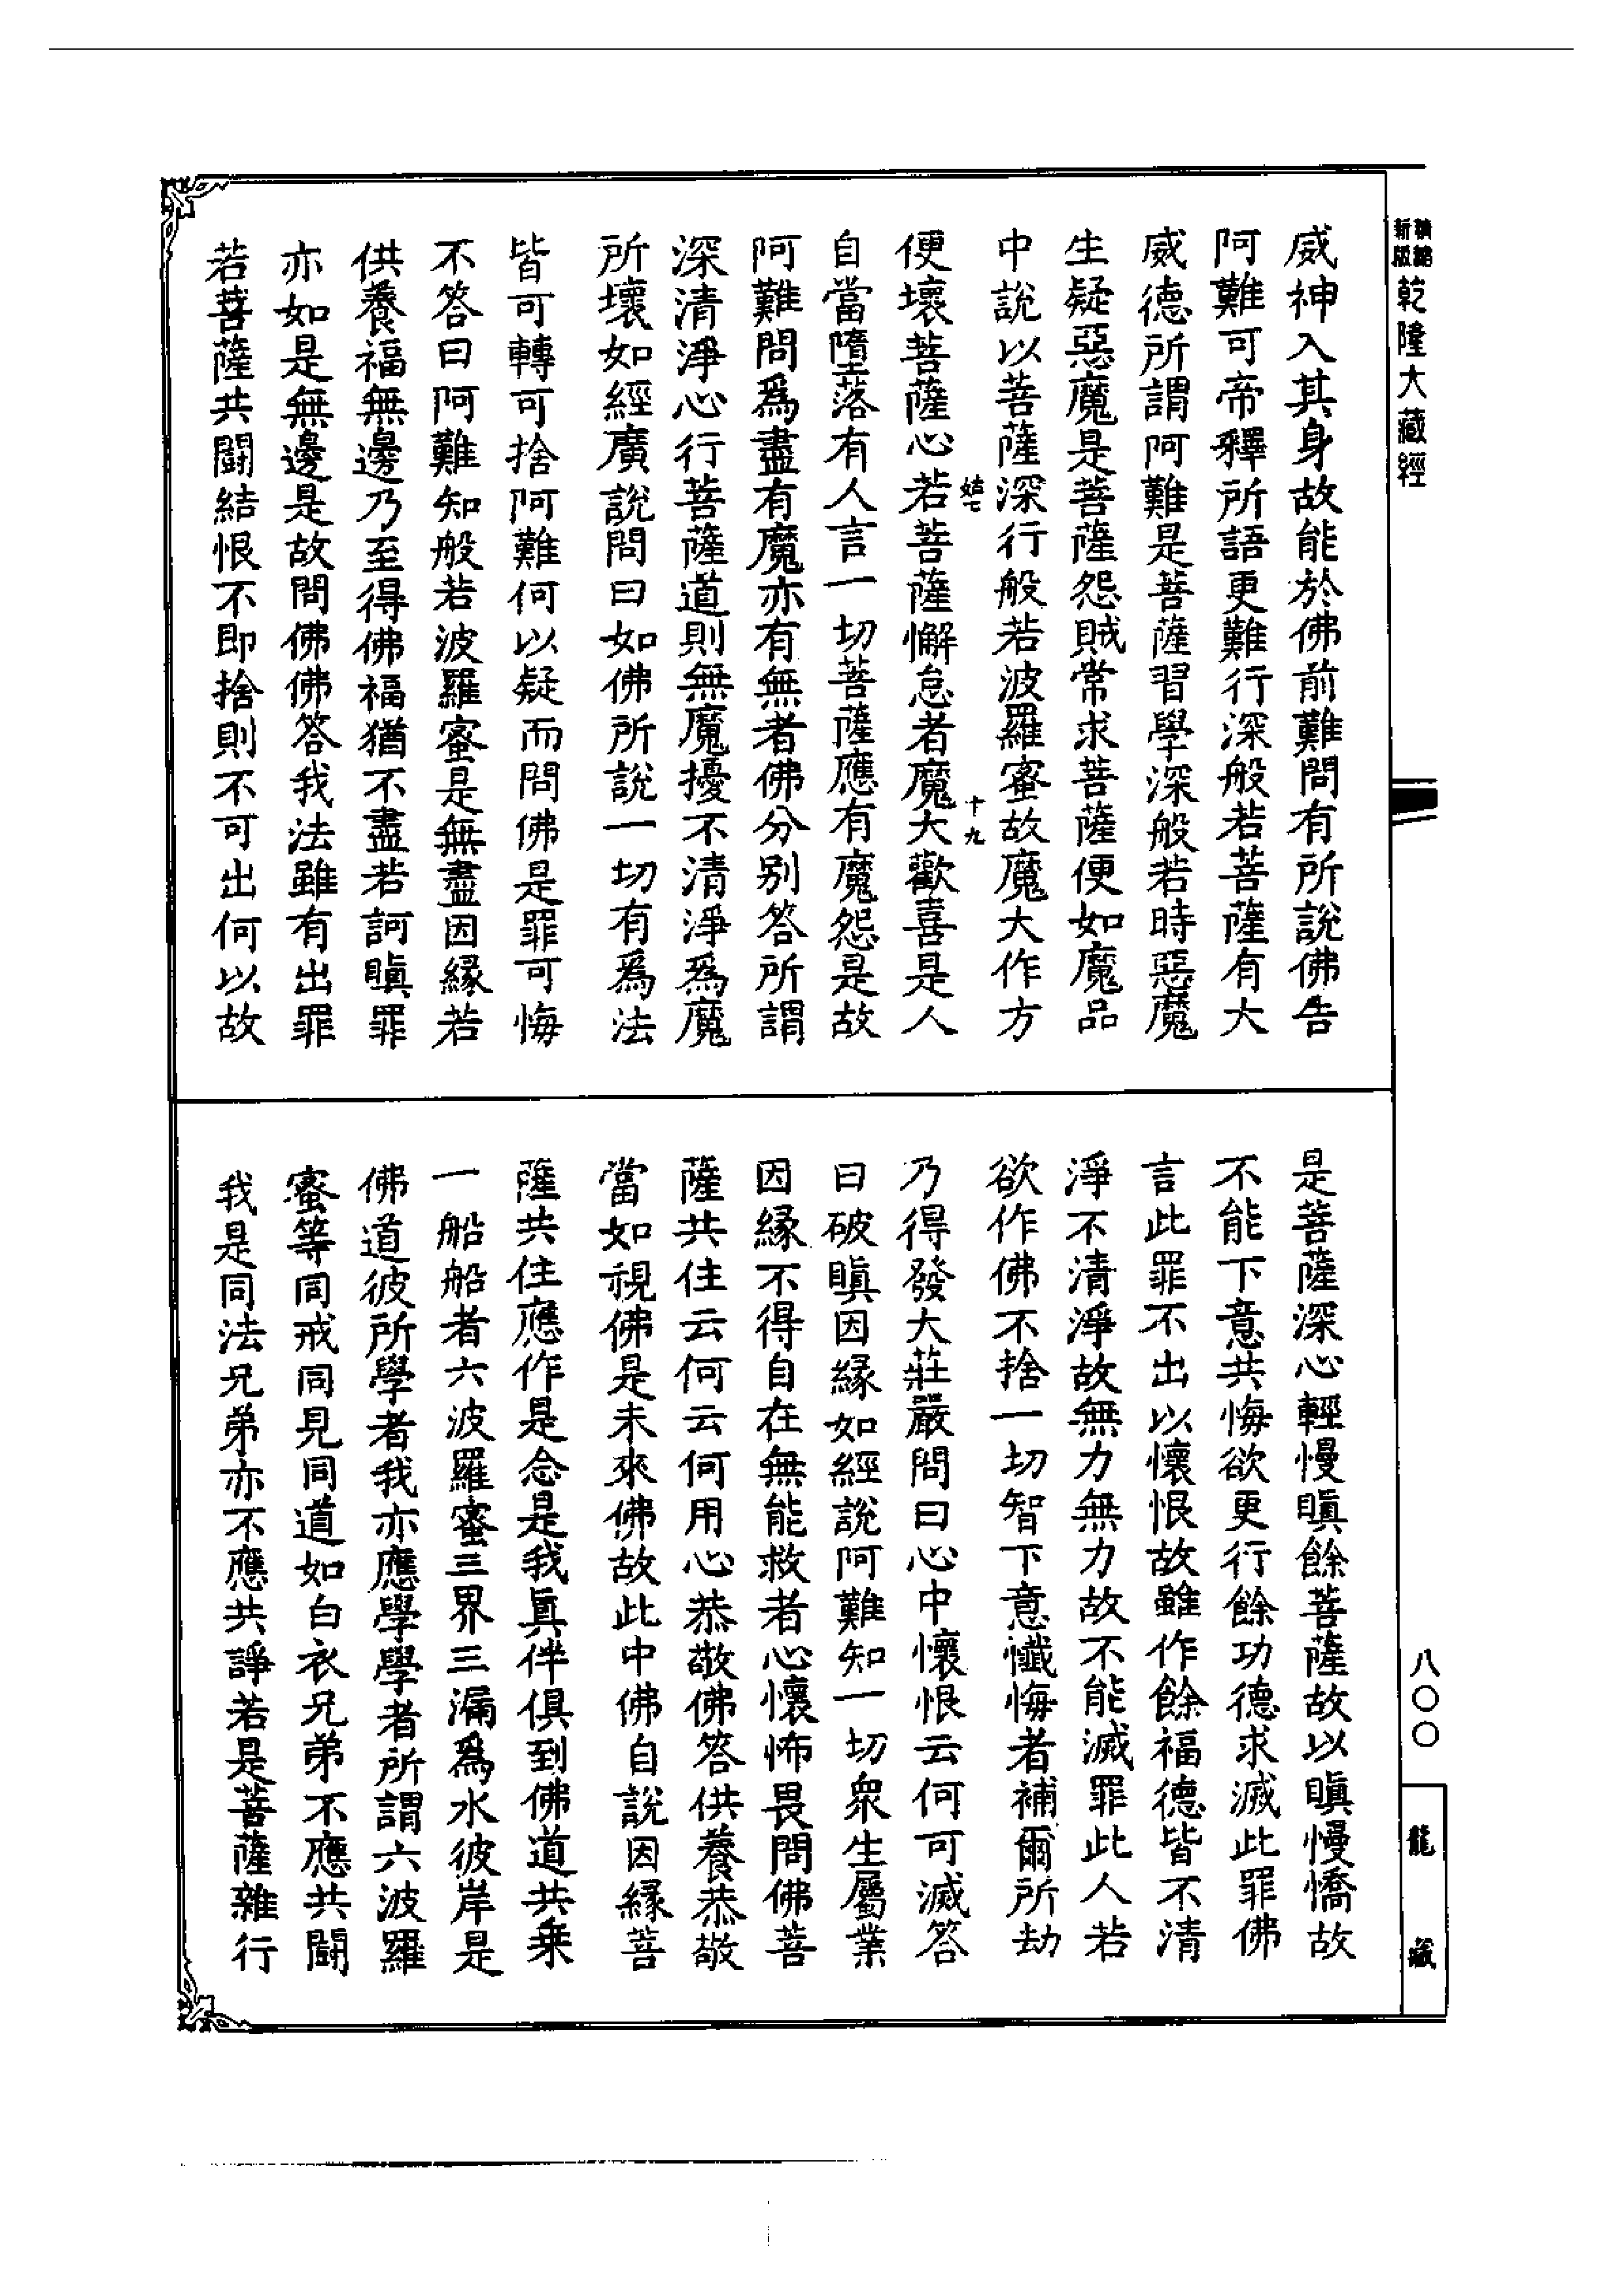 新版 精縮 乾隆大藏經
威神入其身故能於佛前難問有所說佛告
阿難可帝釋所語更難行深般若菩薩有大
威德所謂阿難是菩薩習學深般若時惡魔
生疑惡魔是菩薩怨賊常求菩薩便如魔品
中說以菩薩深行般若波羅蜜故魔大作方
十九
便壞菩薩心若菩薩懈怠者魔大歡喜是人
自當墮落有人言一切菩薩應有魔怨是故
阿難問為盡有魔亦有無者佛分別答所謂
深清淨心行菩薩道則無魔擾不清淨為魔
所壞如經廣說問曰如佛所說一切有為法
皆可轉可捨阿難何以疑而問佛是罪可悔
不答曰阿難知般若波羅蜜是無盡因緣若
供養福無邊乃至得佛福猶不盡若訶瞋罪
亦如是無邊是故問佛佛答我法雖有出罪
若菩薩共鬬結恨不即捨則不可出何以故
是菩薩深心輕慢瞋餘菩薩故以瞋慢憍故
不能下意共悔欲更行餘功德求滅此罪佛
言此罪不出以懷恨故雖作餘福德皆不清
淨不清淨故無力無力故不能滅罪此人若
欲作佛不捨一切智下意懺悔者補爾所劫
乃得發大莊嚴問曰心中懷恨云何可滅答
曰破瞋因緣如經說阿難知一切衆生屬業
因緣不得自在無能救者心懷怖畏問佛菩
薩共住云何云何用心恭敬佛答供養恭敬
當如視佛是未來佛故此中佛自說因緣菩
薩共住應作是念是我眞伴俱到佛道共乘
一船船者六波羅蜜三界三漏為水彼岸是
佛道彼所學者我亦應學學者所謂六波羅
蜜等同戒同見同道如白衣兄弟不應共鬬
我是同法兄弟亦不應共諍若是菩薩雜行
八〇〇
龍藏